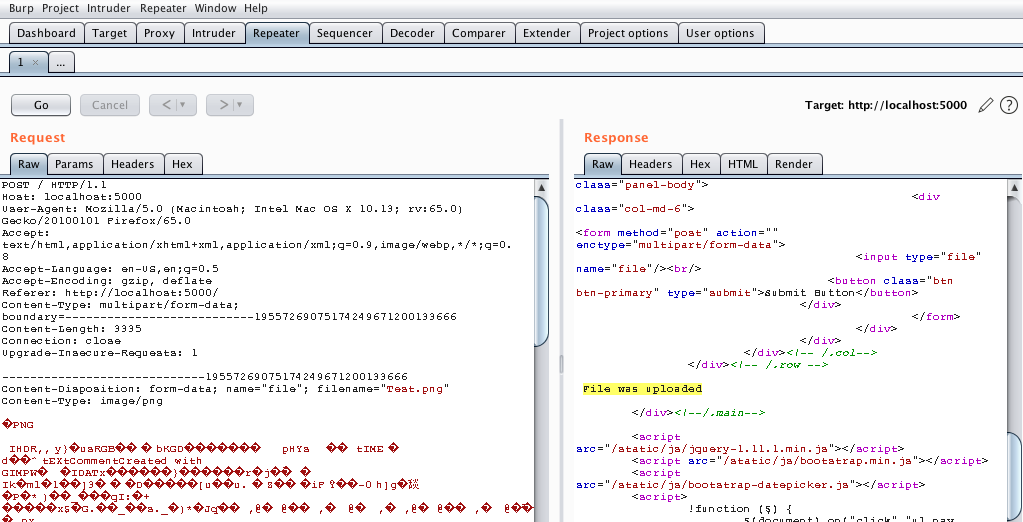 Burp Project Intruder Repeater Window Help
Dashboard Target Proxy Intruder Repeater Sequencer Decoder Comparer Extender Project options User options
1 × ...
Go Cancel < > Target: http://localhost:5000 ?
Request
Raw Params Headers Hex
POST / HTTP/1.1
Host: localhost:5000
User-Agent: Mozilla/5.0 (Macintosh; Intel Mac OS X 10.13; rv:65.0)
Gecko/20100101 Firefox/65.0
Accept:
text/html,application/xhtml+xml,application/xml;q=0.9,image/webp,*/*;q=0.
8
Accept-Language: en-US,en;q=0.5
Accept-Encoding: gzip, deflate
Referer: http://localhost:5000/
Content-Type: multipart/form-data;
boundary=---------------------------195572690751742496712001 33666
Content-Length: 3335
Connection: close
Upgrade-Insecure-Requests: 1
-----------------------------19557269075174249671200133666
Content-Disposition: form-data; name="file"; filename="Test.png"
Content-Type: image/png
�PNG
IHDR,, y}�usRGB
bKGD
pHYs
tIME
tEXtCommentCreated with
GIMPW
IDATx
Response
Raw Headers Hex HTML Render
class="panel-body">
<div
class="col-md-6">
<form method="post" action=""
enctype="multipart/form-data">
<input type="file"
name="file"/><br/>
<button class="btn
btn-primary" type="submit">Submit Button</button>
</div>
</form>
</div>
</div>
</div><!-- /.col-->
</div><!-- /.row -->
File was uploaded
</div><!--/.main-->
<script
src="/static/js/jquery-1.11.1.min.js"></script>
<script src="/static/js/bootstrap.min.js"></script>
<script
src="/static/js/bootstrap-datepicker.js"></script>
<script>
!function ($) {
$(document).on("click","ul.nav